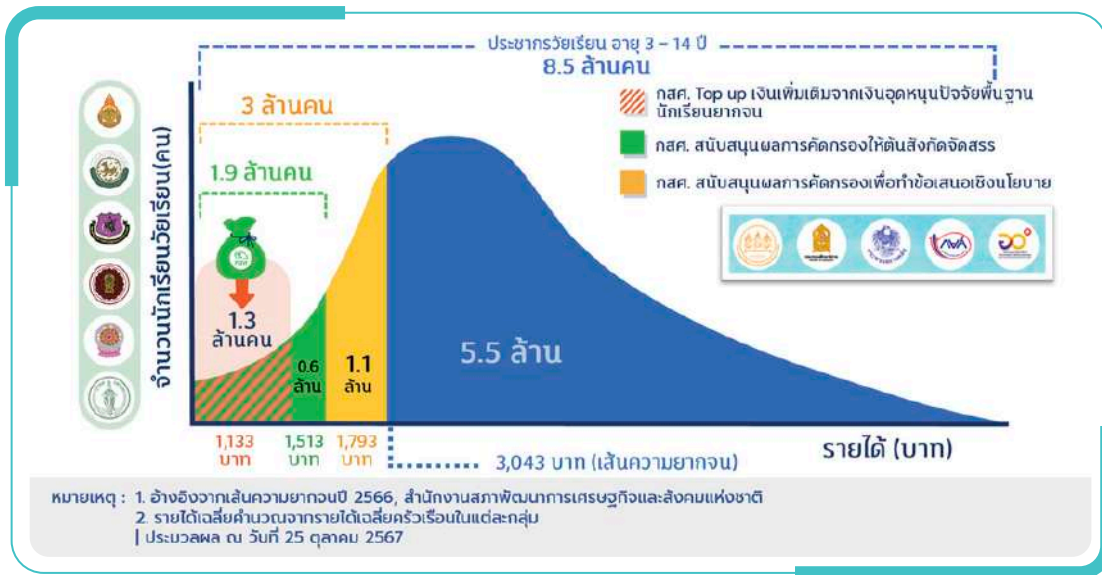 ประชากรวัยเรียน อายุ 3 – 14 ปี
8.5 ล้านคน
3 ล้านคน
1.9 ล้านคน
กสศ. Top up เงินเพิ่มเติมจากเงินอุดหนุนปัจจัยพื้นฐาน
นักเรียนยากจน
กสศ. สนับสนุนผลการคัดกรองให้ต้นสังกัดจัดสรร
กสศ. สนับสนุนผลการคัดกรองเพื่อทำข้อเสนอเชิงนโยบาย
จำนวนนักเรียนวัยเรียน(คน)
1.3
ล้านคน
0.6
ล้าน
1.1
ล้าน
5.5 ล้าน
1,133
บาท
1,513
บาท
1,793
บาท
3,043 บาท (เส้นความยากจน)
รายได้ (บาท)
หมายเหตุ : 1. อ้างอิงจากเส้นความยากจนปี 2566, สำนักงานสภาพัฒนาการเศรษฐกิจและสังคมแห่งชาติ
2. รายได้เฉลี่ยคำนวณจากรายได้เฉลี่ยครัวเรือนในแต่ละกลุ่ม
| ประมวลผล ณ วันที่ 25 ตุลาคม 2567